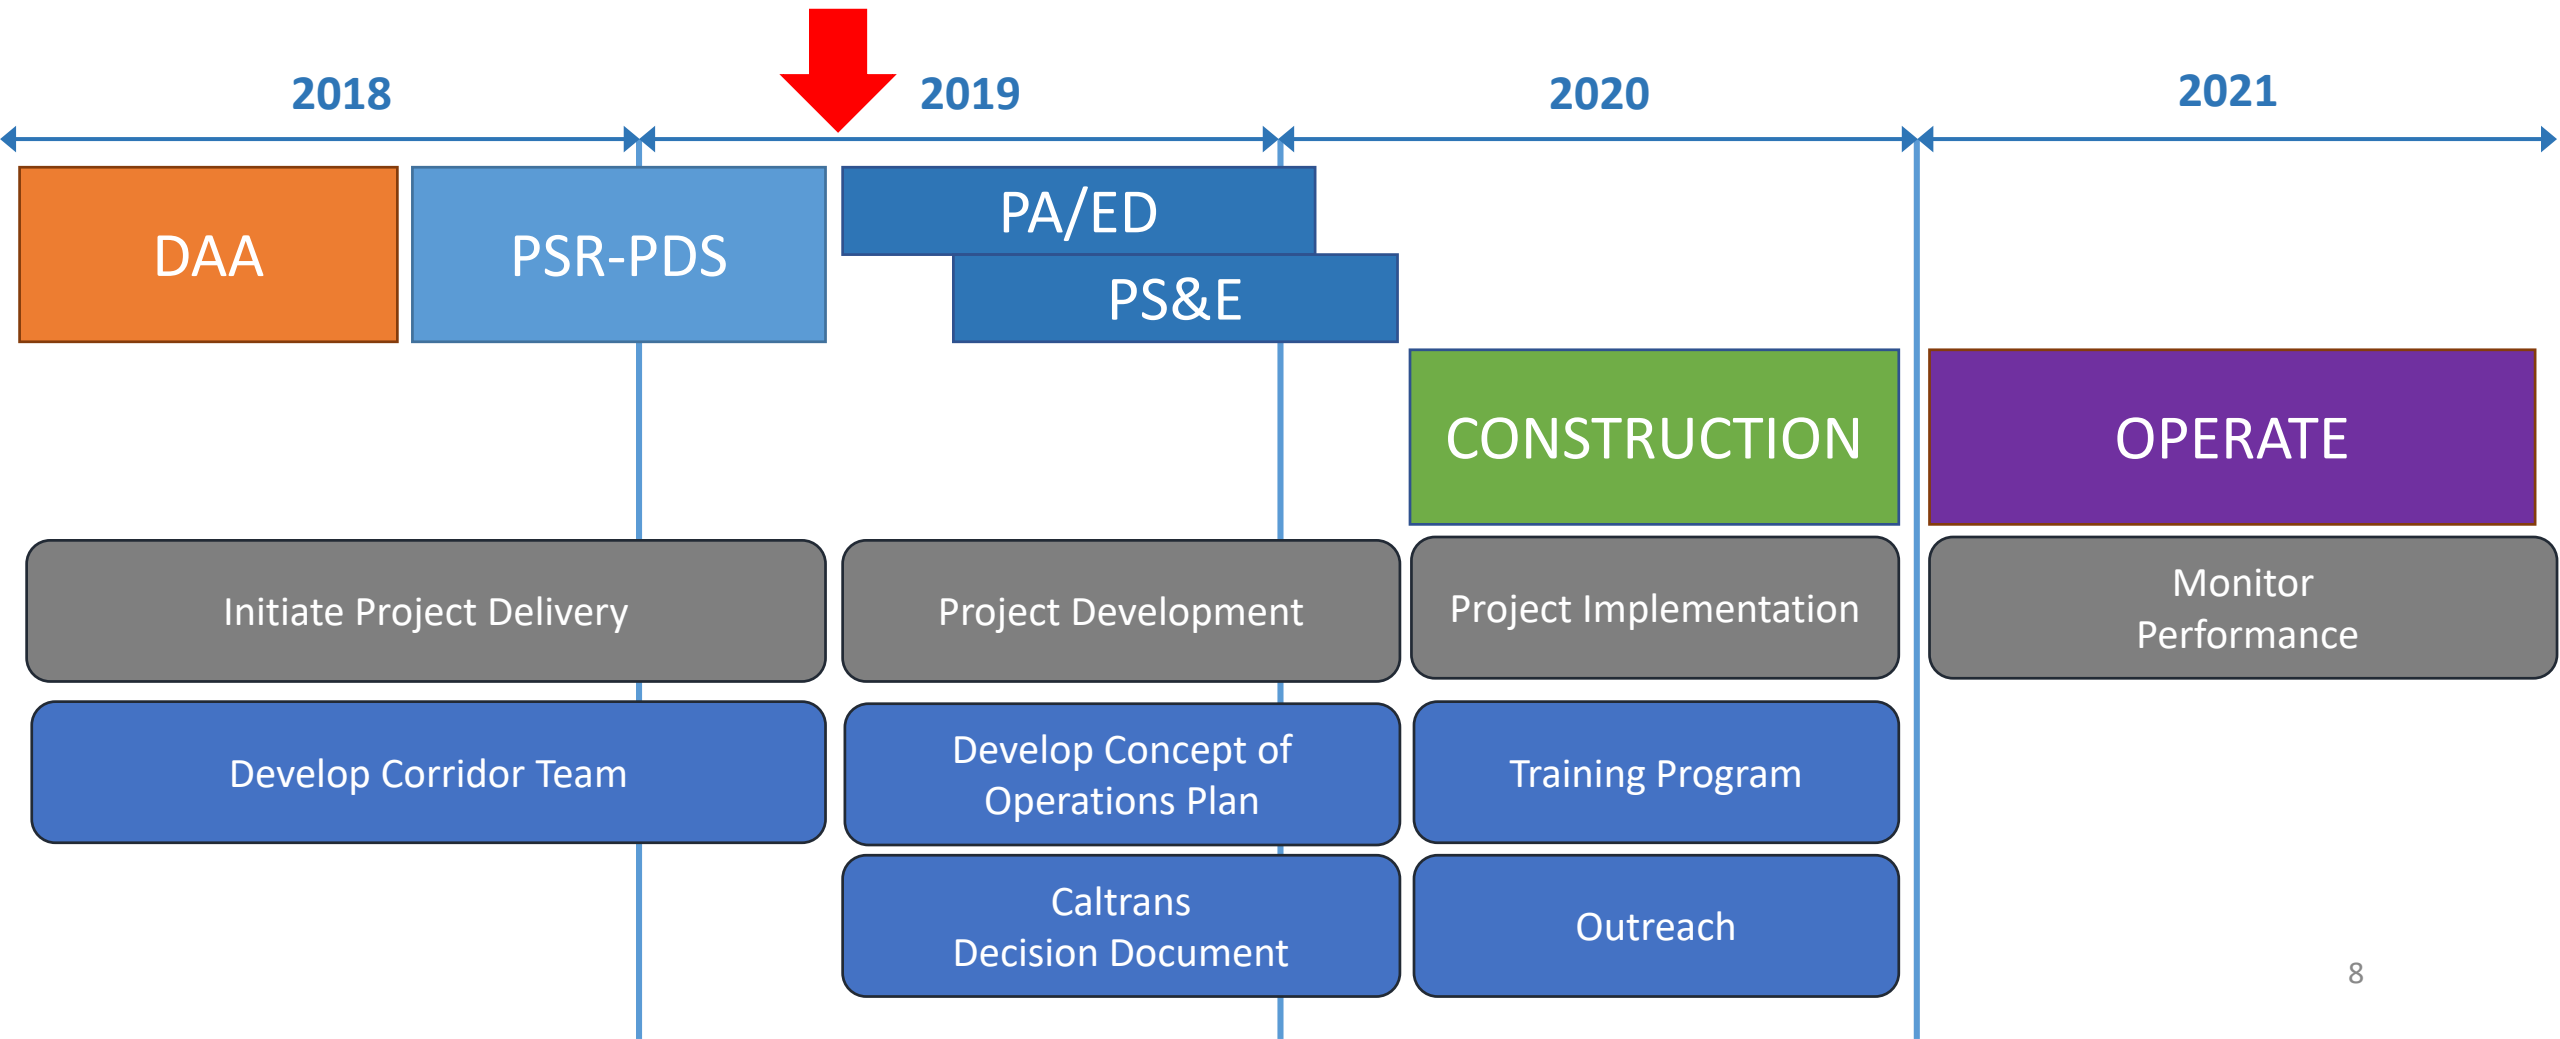 2018
2019
2020
2021
DAA
PSR-PDS
PA/ED
PS&E
CONSTRUCTION
OPERATE
Initiate Project Delivery
Project Development
Project Implementation
Monitor
Performance
Develop Corridor Team
Develop Concept of
Operations Plan
Training Program
Caltrans
Decision Document
Outreach
8